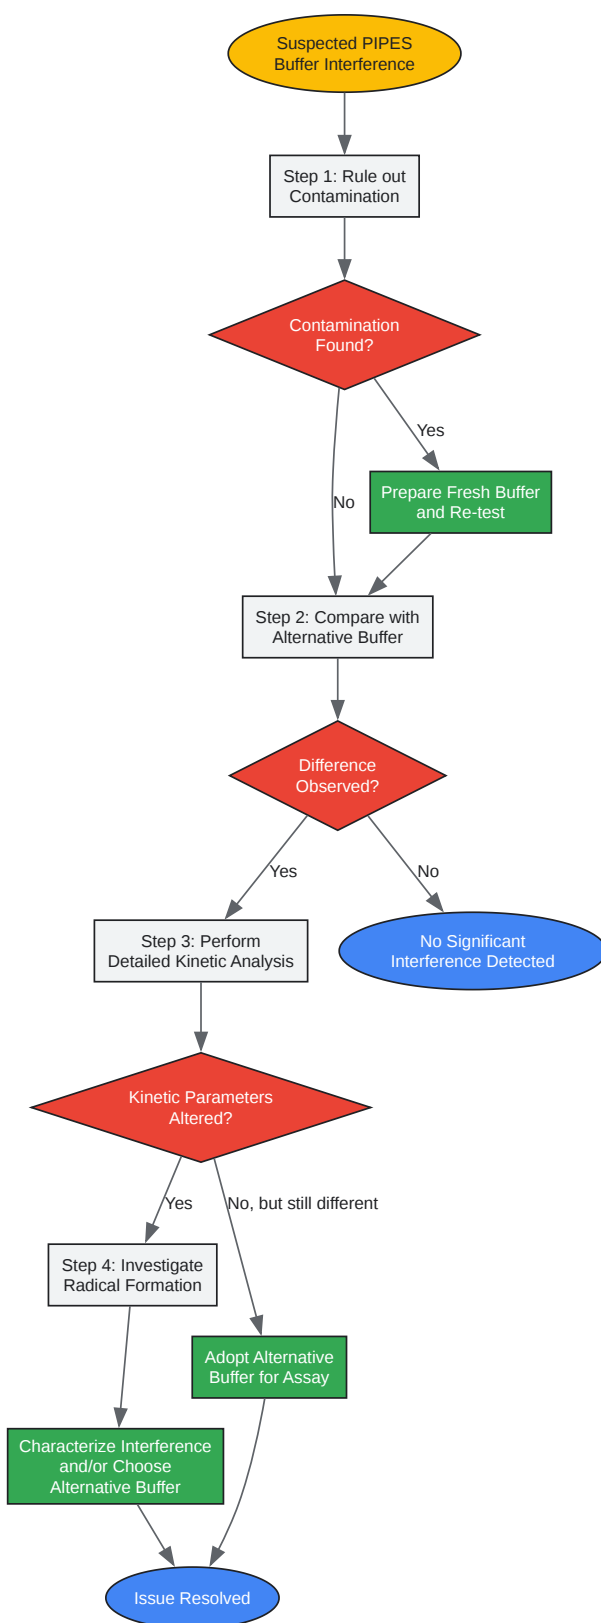 Suspected PIPES
Buffer Interference
Step 1: Rule out
Contamination
Contamination
Found?
Yes
No
Prepare Fresh Buffer
and Re-test
Step 2: Compare with
Alternative Buffer
Difference
Observed?
Yes
No
Step 3: Perform
Detailed Kinetic Analysis
No Significant
Interference Detected
Kinetic Parameters
Altered?
Yes
No, but still different
Step 4: Investigate
Radical Formation
Adopt Alternative
Buffer for Assay
Characterize Interference
and/or Choose
Alternative Buffer
Issue Resolved